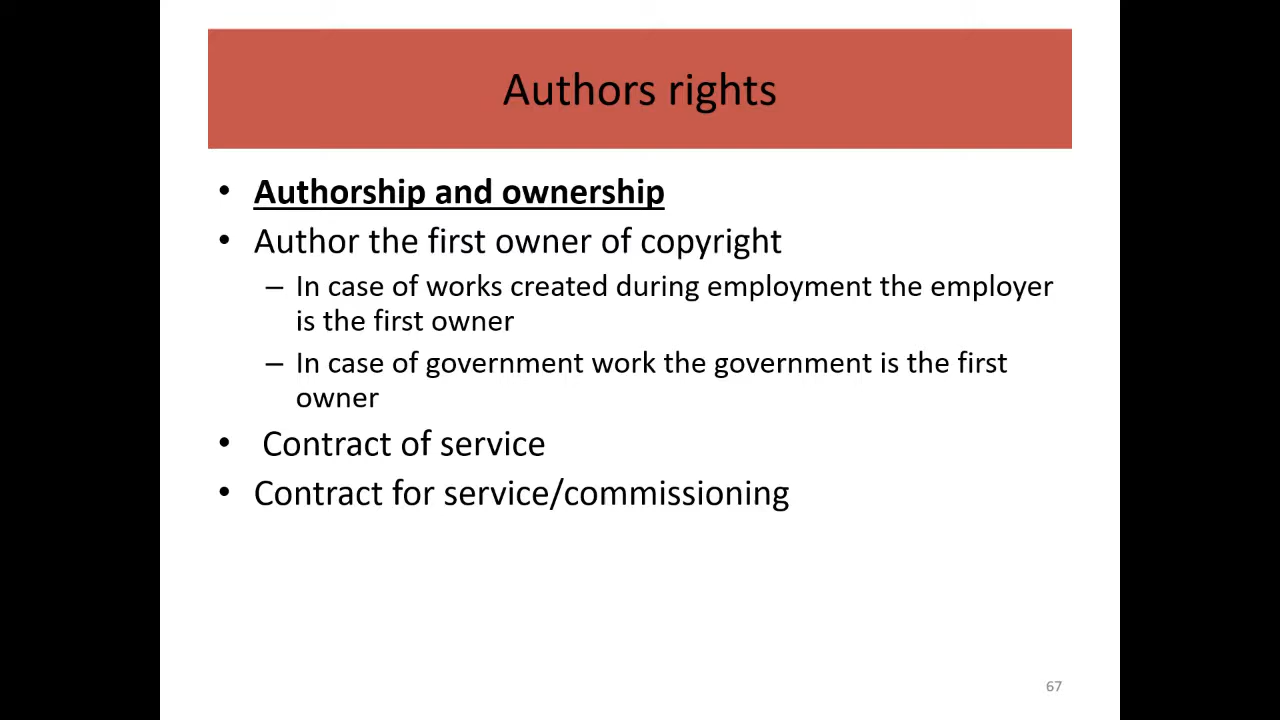 Authors rights
• Authorship and ownership
• Author the first owner of copyright
– In case of works created during employment the employer
is the first owner
– In case of government work the government is the first
owner
• Contract of service
• Contract for service/commissioning
67